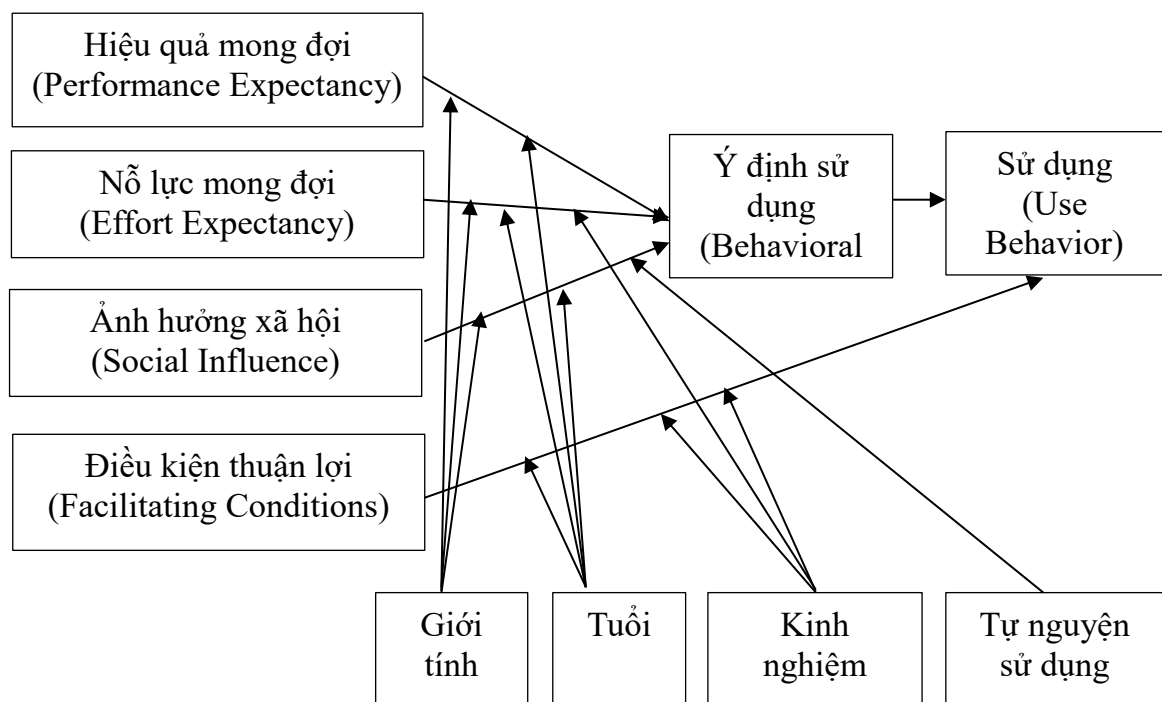 Hiệu quả mong đợi
(Performance Expectancy)
Nỗ lực mong đợi
(Effort Expectancy)
Ảnh hưởng xã hội
(Social Influence)
Điều kiện thuận lợi
(Facilitating Conditions)
Ý định sử
dụng
(Behavioral
Sử dụng
(Use
Behavior)
Giới
tính
Tuổi
Kinh
nghiệm
Tự nguyện
sử dụng